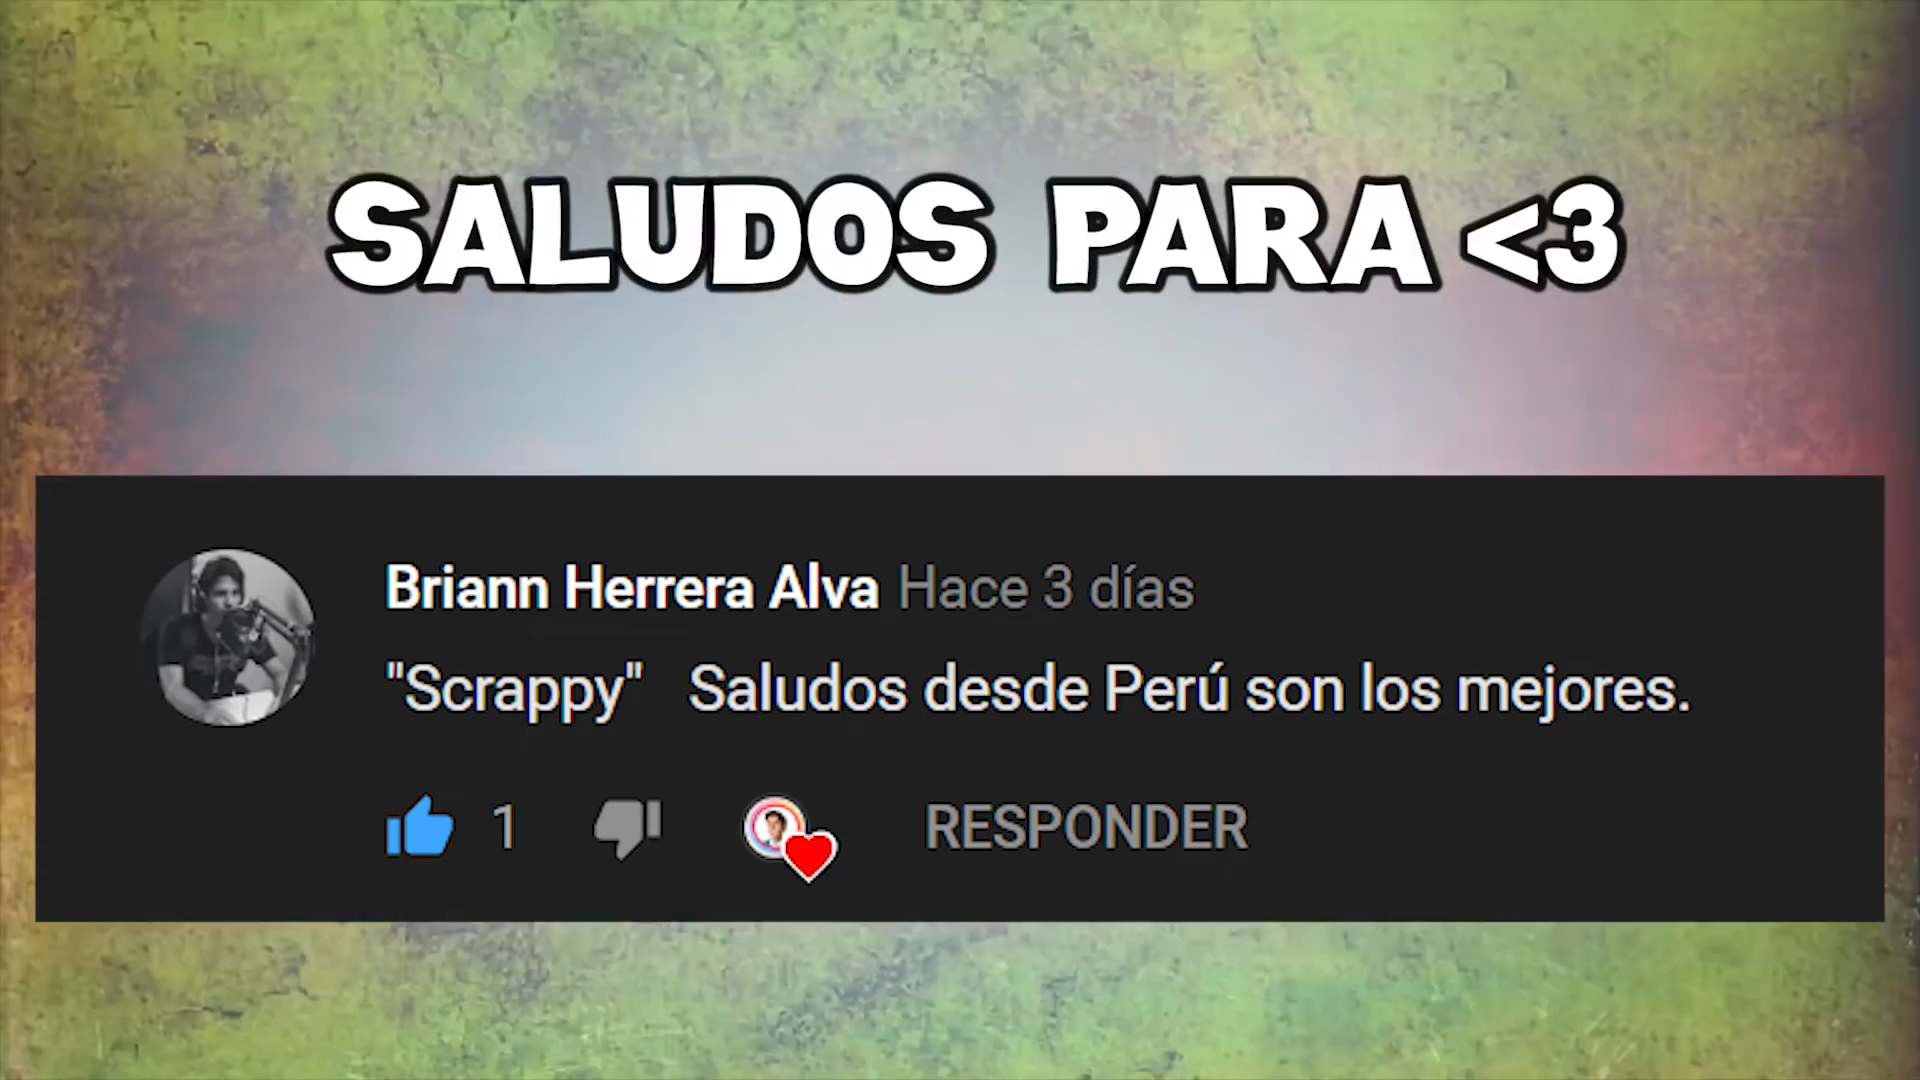 SALUDOS PARA <3
Briann Herrera Alva Hace 3 días
"Scrappy" Saludos desde Perú son los mejores.
1 RESPONDER